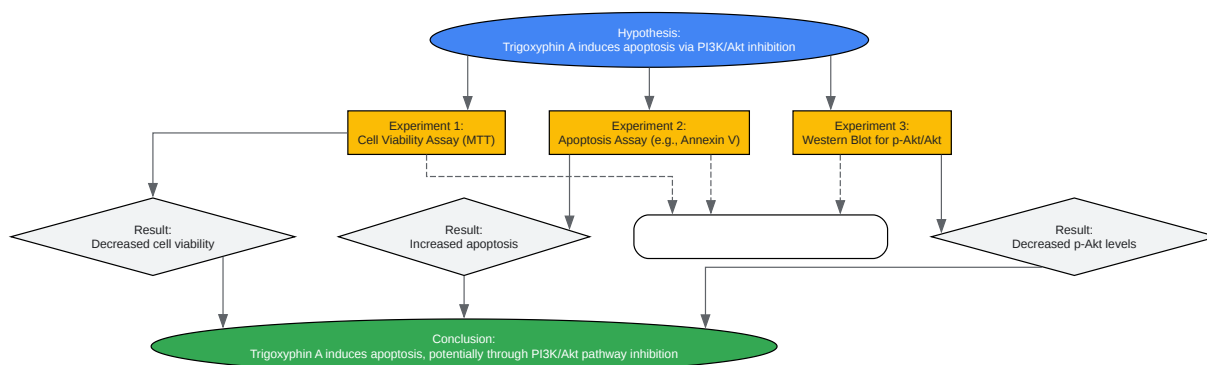 Hypothesis:
Trigoxyphin A induces apoptosis via PI3K/Akt inhibition
Experiment 1:
Cell Viability Assay (MTT)
Experiment 2:
Apoptosis Assay (e.g., Annexin V)
Experiment 3:
Western Blot for p-Akt/Akt
Result:
Decreased cell viability
Result:
Increased apoptosis
Result:
Decreased p-Akt levels
Conclusion:
Trigoxyphin A induces apoptosis, potentially through PI3K/Akt pathway inhibition